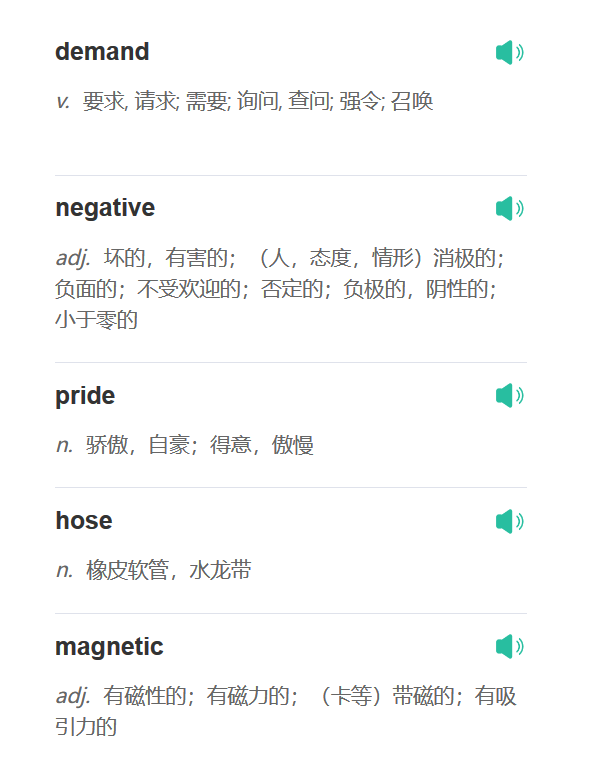 demand
v. 要求, 请求; 需要; 询问, 查问; 强令; 召唤
negative
adj. 坏的，有害的；（人，态度，情形）消极的；
负面的；不受欢迎的；否定的；负极的，阴性的；
小于零的
pride
n. 骄傲，自豪；得意，傲慢
hose
n. 橡皮软管，水龙带
magnetic
adj. 有磁性的；有磁力的；（卡等）带磁的；有吸
引力的